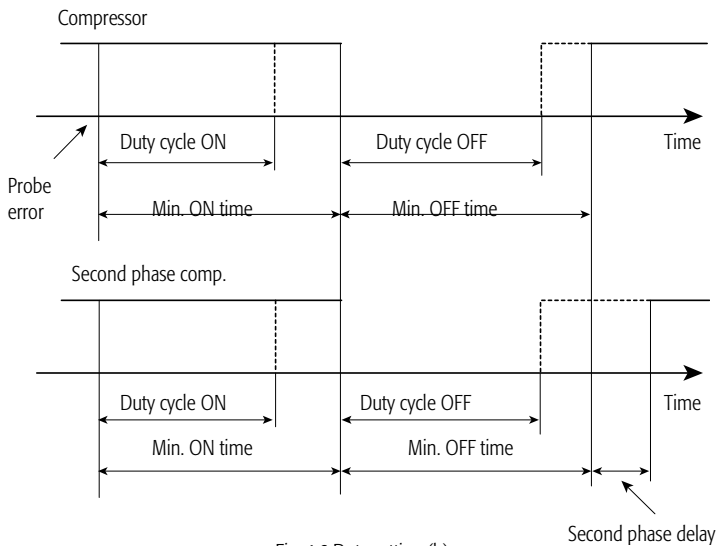 Compressor
Duty cycle ON
Duty cycle OFF
Time
Probe
error
Min. ON time
Min. OFF time
Second phase comp.
Duty cycle ON
Duty cycle OFF
Time
Min. ON time
Min. OFF time
Second phase delay